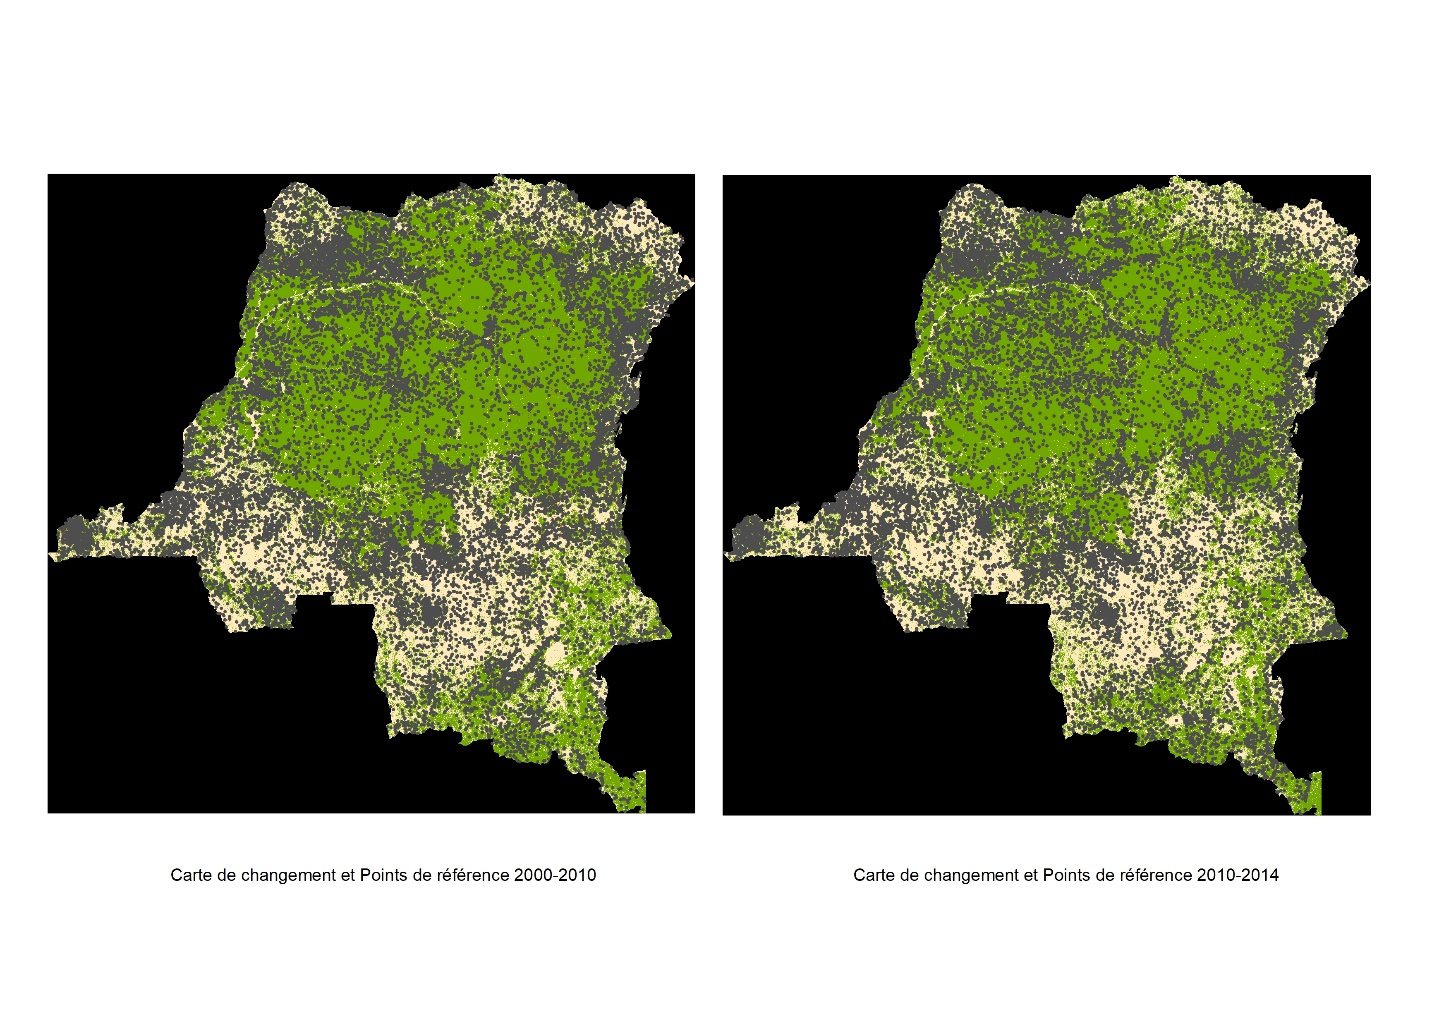 Carte de changement et Points de référence 2000-2010
Carte de changement et Points de référence 2010-2014